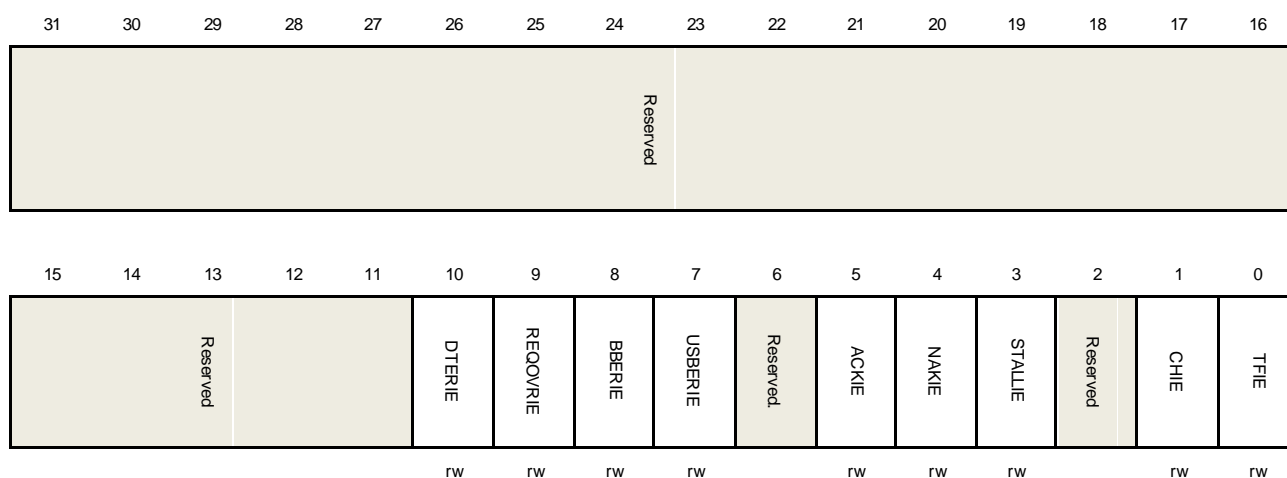 31 30 29 28 27 26 25 24 23 22 21 20 19 18 17 16
Reserved
15 14 13 12 11 10 9 8 7 6 5 4 3 2 1 0
Reserved DTERIE REQOVRIE BBERIE USBERIE Reserved. ACKIE NAKIE STALLIE Reserved CHIE TFIE
rw rw rw rw rw rw rw rw rw